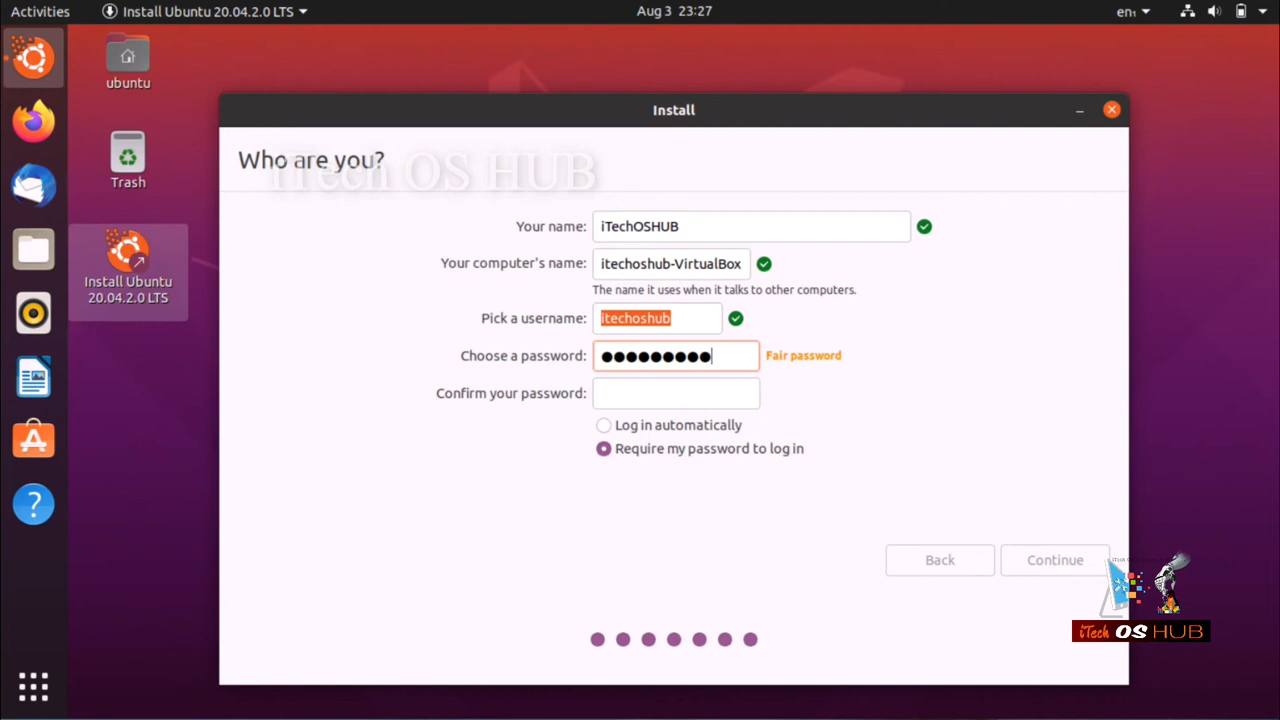 Activities
Install Ubuntu 20.04.2.0 LTS
Aug 3 23:27
en₁
ubuntu
Trash
Install Ubuntu
20.04.2.0 LTS
Install
Who are you?
iTech OS HUB
Your name: iTechOSHUB
Your computer's name: itechoshub-VirtualBox
The name it uses when it talks to other computers.
Pick a username: itechoshub
Choose a password: ●●●●●●●●● Fair password
Confirm your password:
Log in automatically
Require my password to log in
Back
Continue
iTech OS HUB